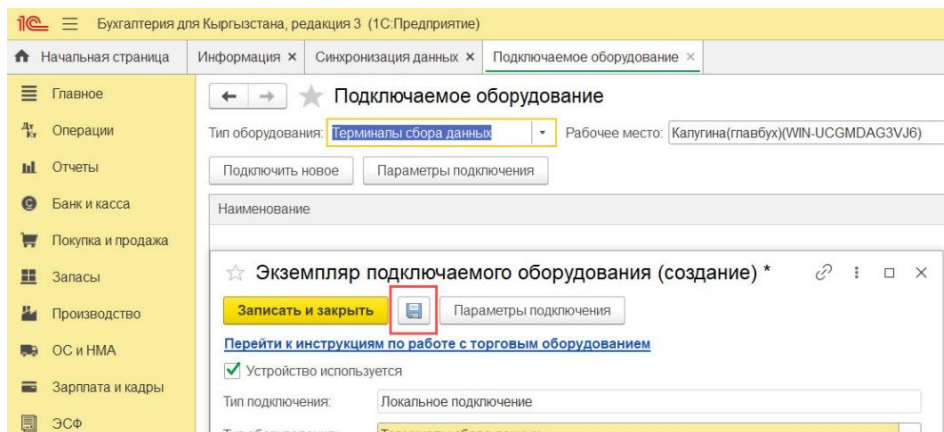 1С Бухгалтерия для Кыргызстана, редакция 3 (1С:Предприятие)
Начальная страница Информация × Синхронизация данных × Подключаемое оборудование ×
Главное
Подключаемое оборудование
Дт Кт Операции
Тип оборудования: Терминалы сбора данных Рабочее место: Калугина(главбух)(WIN-UCGMDAG3VJ6)
Отчеты
Подключить новое Параметры подключения
Банк и касса
Наименование
Покупка и продажа
Запасы
Экземпляр подключаемого оборудования (создание) *
Производство
Записать и закрыть Параметры подключения
ОС и НМА
Перейти к инструкциям по работе с торговым оборудованием
Устройство используется
Зарплата и кадры
Тип подключения: Локальное подключение
ЭСФ